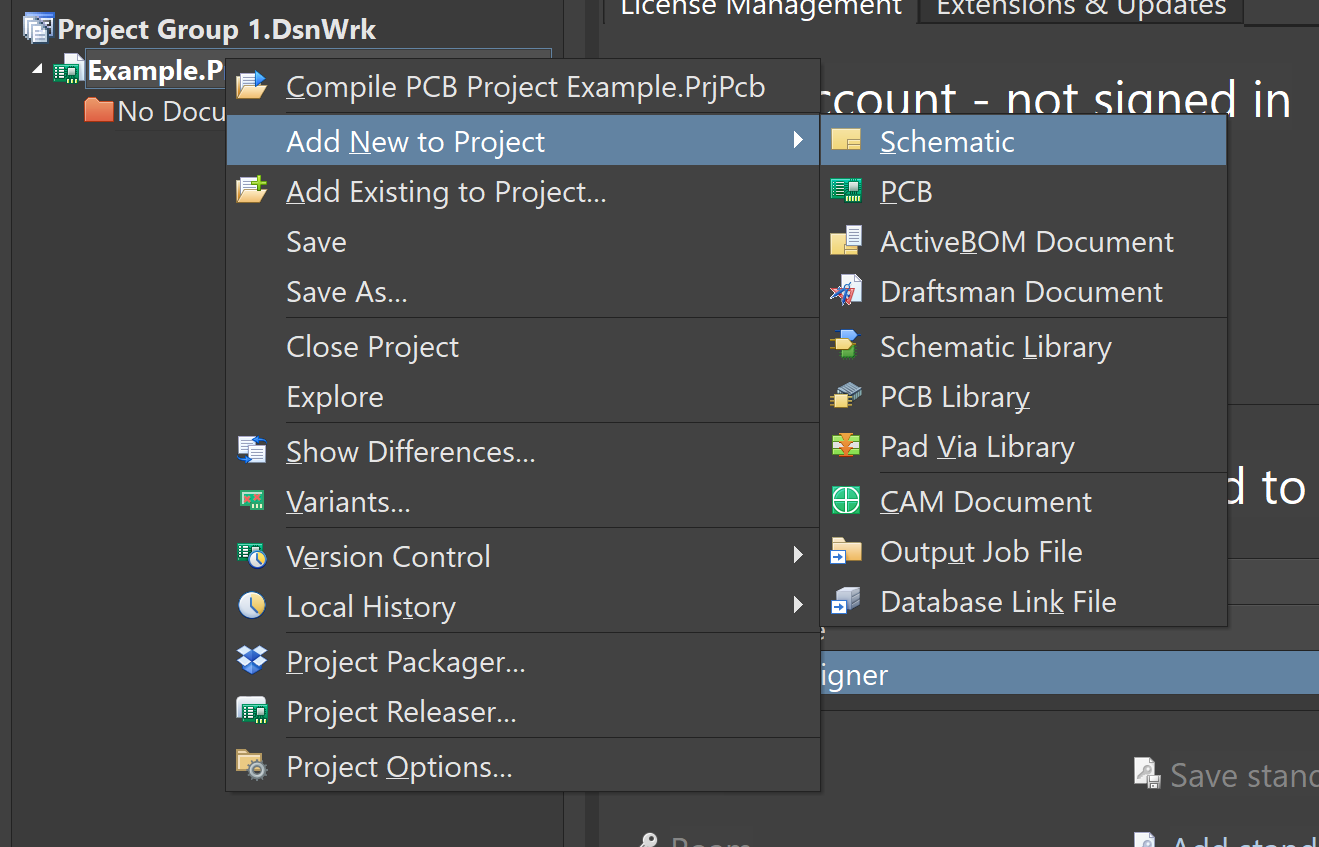 License Management
Extensions & Updates
Project Group 1.DsnWrk
Example.P
No Docu
Compile PCB Project Example.PrjPcb
Add New to Project
Add Existing to Project...
Save
Save As...
Close Project
Explore
Show Differences...
Variants...
Version Control
Local History
Project Packager...
Project Releaser...
Project Options...
Schematic
PCB
ActiveBOM Document
Draftsman Document
Schematic Library
PCB Library
Pad Via Library
CAM Document
Output Job File
Database Link File
ccount - not signed in
d to
e
igner
Save stand
Roam
Add stand